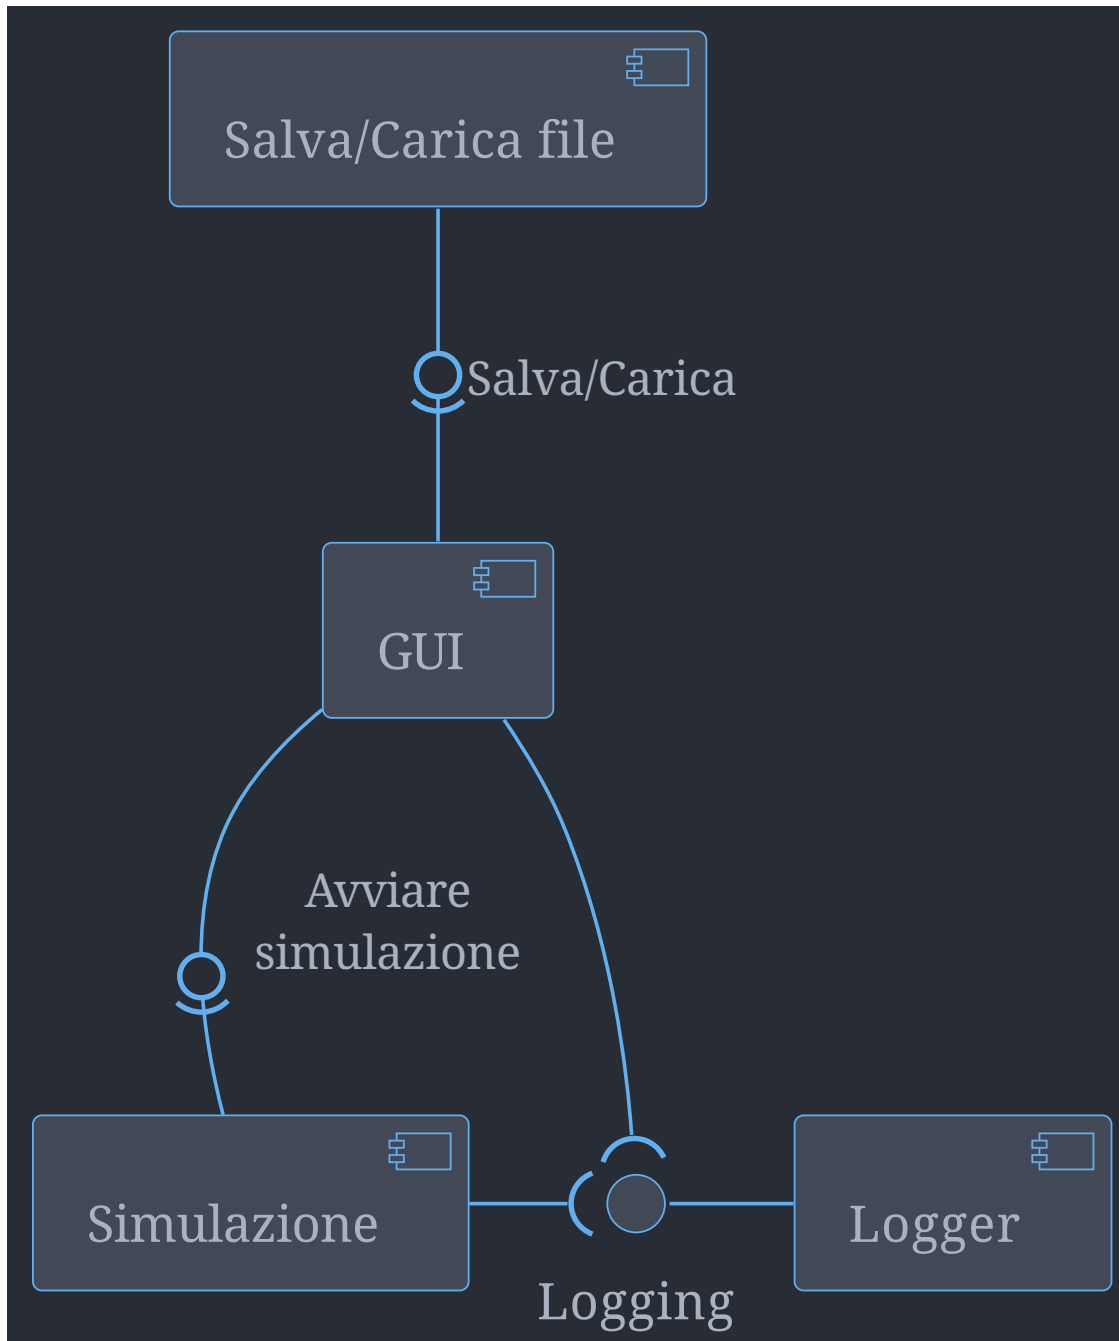 Salva/Carica file
Salva/Carica
GUI
Avviare
simulazione
Simulazione
Logger
Logging